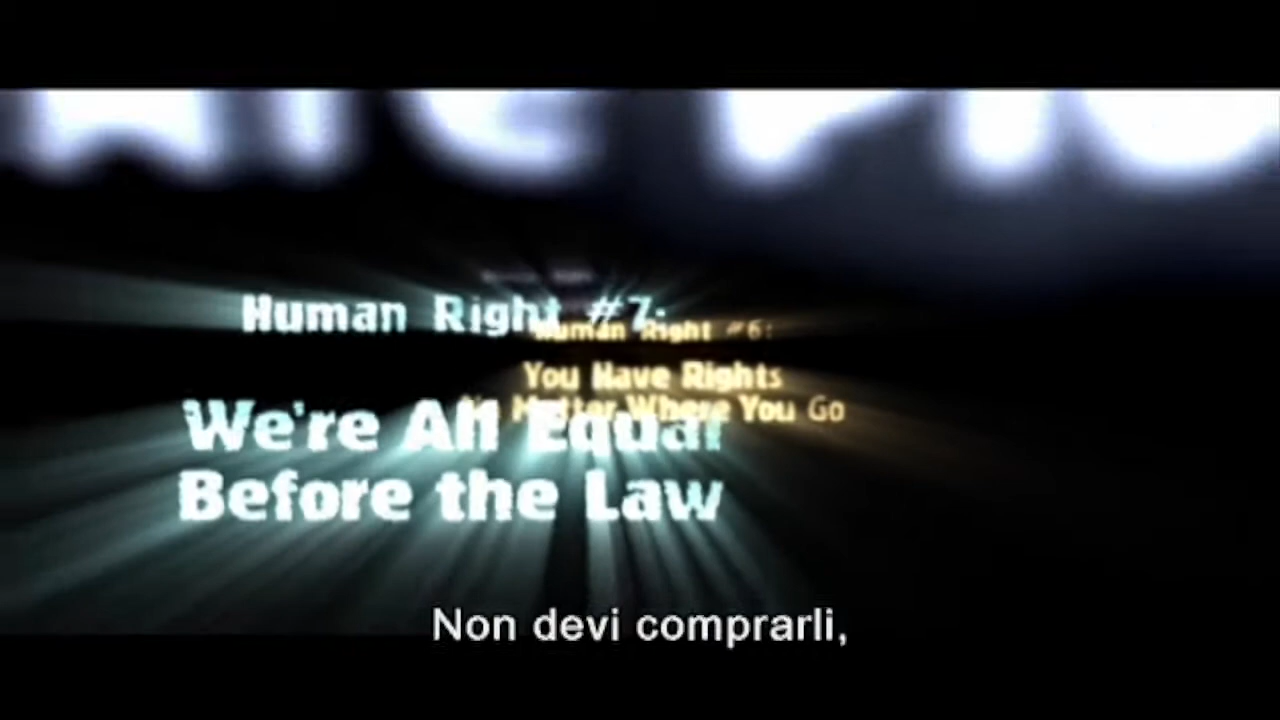 Human Right #7:
We're All Equal
Before the Law
Human Right #6:
You Have Rights
No Matter Where You Go
Non devi comprarli,